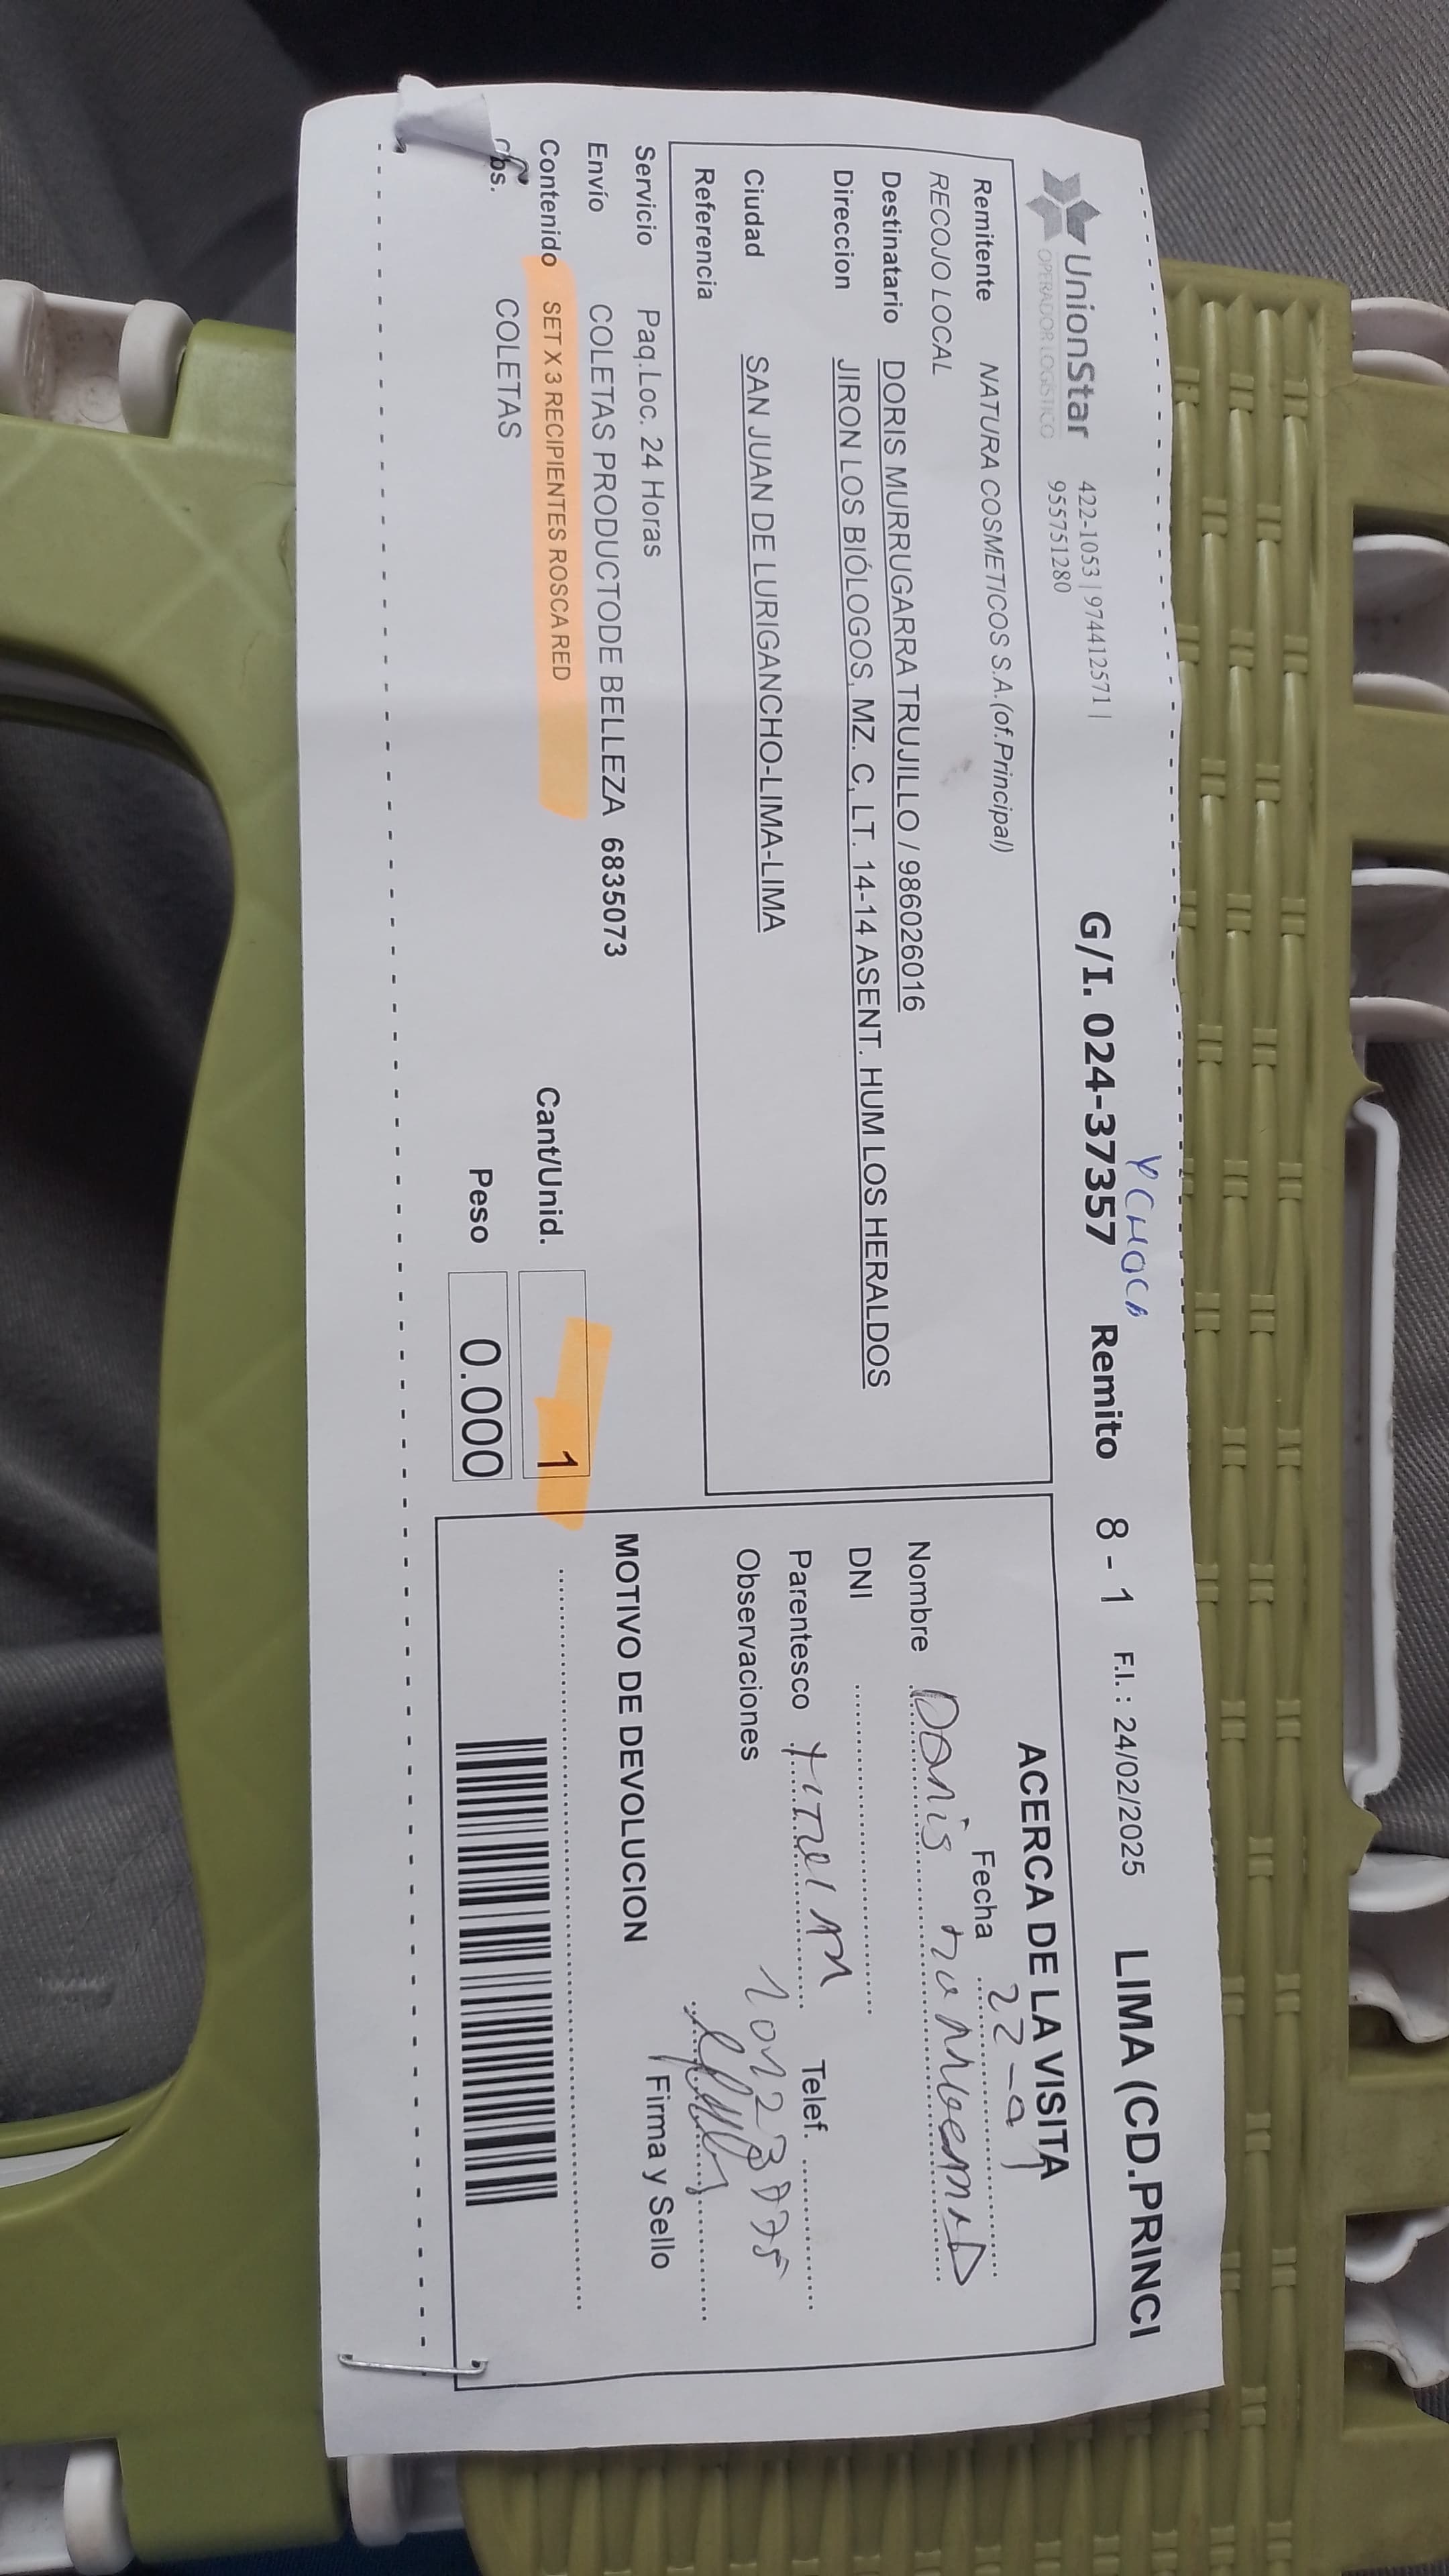 YCHOCA
UnionStar 422-1053 | 974412571 | G/I. 024-37357 Remito 8 - 1 F.I. : 24/02/2025 LIMA (CD.PRINCI
OPERADOR LOGÍSTICO 955751280
Remitente NATURA COSMETICOS S.A.(of.Principal)
RECOJO LOCAL
Destinatario DORIS MURRUGARRA TRUJILLO / 986026016
Direccion JIRON LOS BIÓLOGOS, MZ. C, LT. 14-14 ASENT. HUM LOS HERALDOS
Ciudad SAN JUAN DE LURIGANCHO-LIMA-LIMA
Referencia
Servicio Paq.Loc. 24 Horas
Envío COLETAS PRODUCTODE BELLEZA 6835073
Contenido SET X 3 RECIPIENTES ROSCA RED Cant/Unid. 1
Obs. COLETAS Peso 0.000
ACERCA DE LA VISITA
Fecha
Nombre Doris
DNI
Parentesco Telef.
Observaciones
Firma y Sello
MOTIVO DE DEVOLUCION